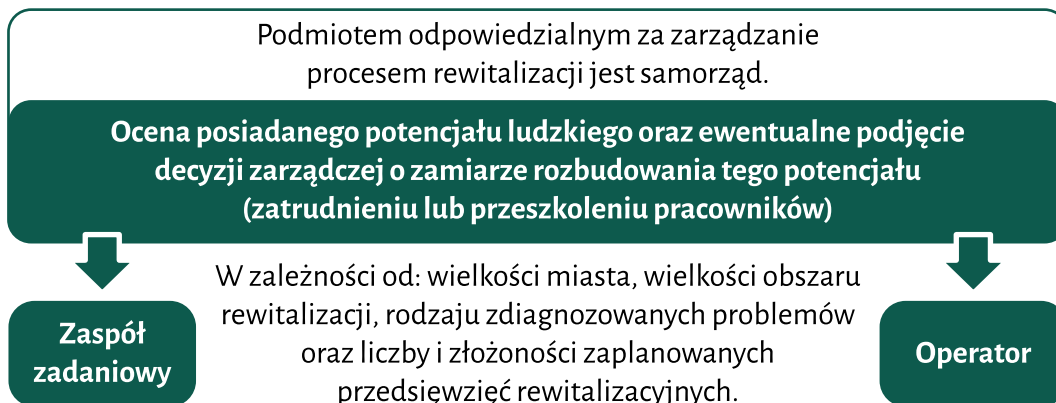 Podmiotem odpowiedzialnym za zarządzanie
procesem rewitalizacji jest samorząd.
Ocena posiadanego potencjału ludzkiego oraz ewentualne podjęcie
decyzji zarządczej o zamiarze rozbudowania tego potencjału
(zatrudnieniu lub przeszkoleniu pracowników)
W zależności od: wielkości miasta, wielkości obszaru
rewitalizacji, rodzaju zdiagnozowanych problemów
oraz liczby i złożoności zaplanowanych
przedsięwzięć rewitalizacyjnych.
Zaspół
zadaniowy
Operator